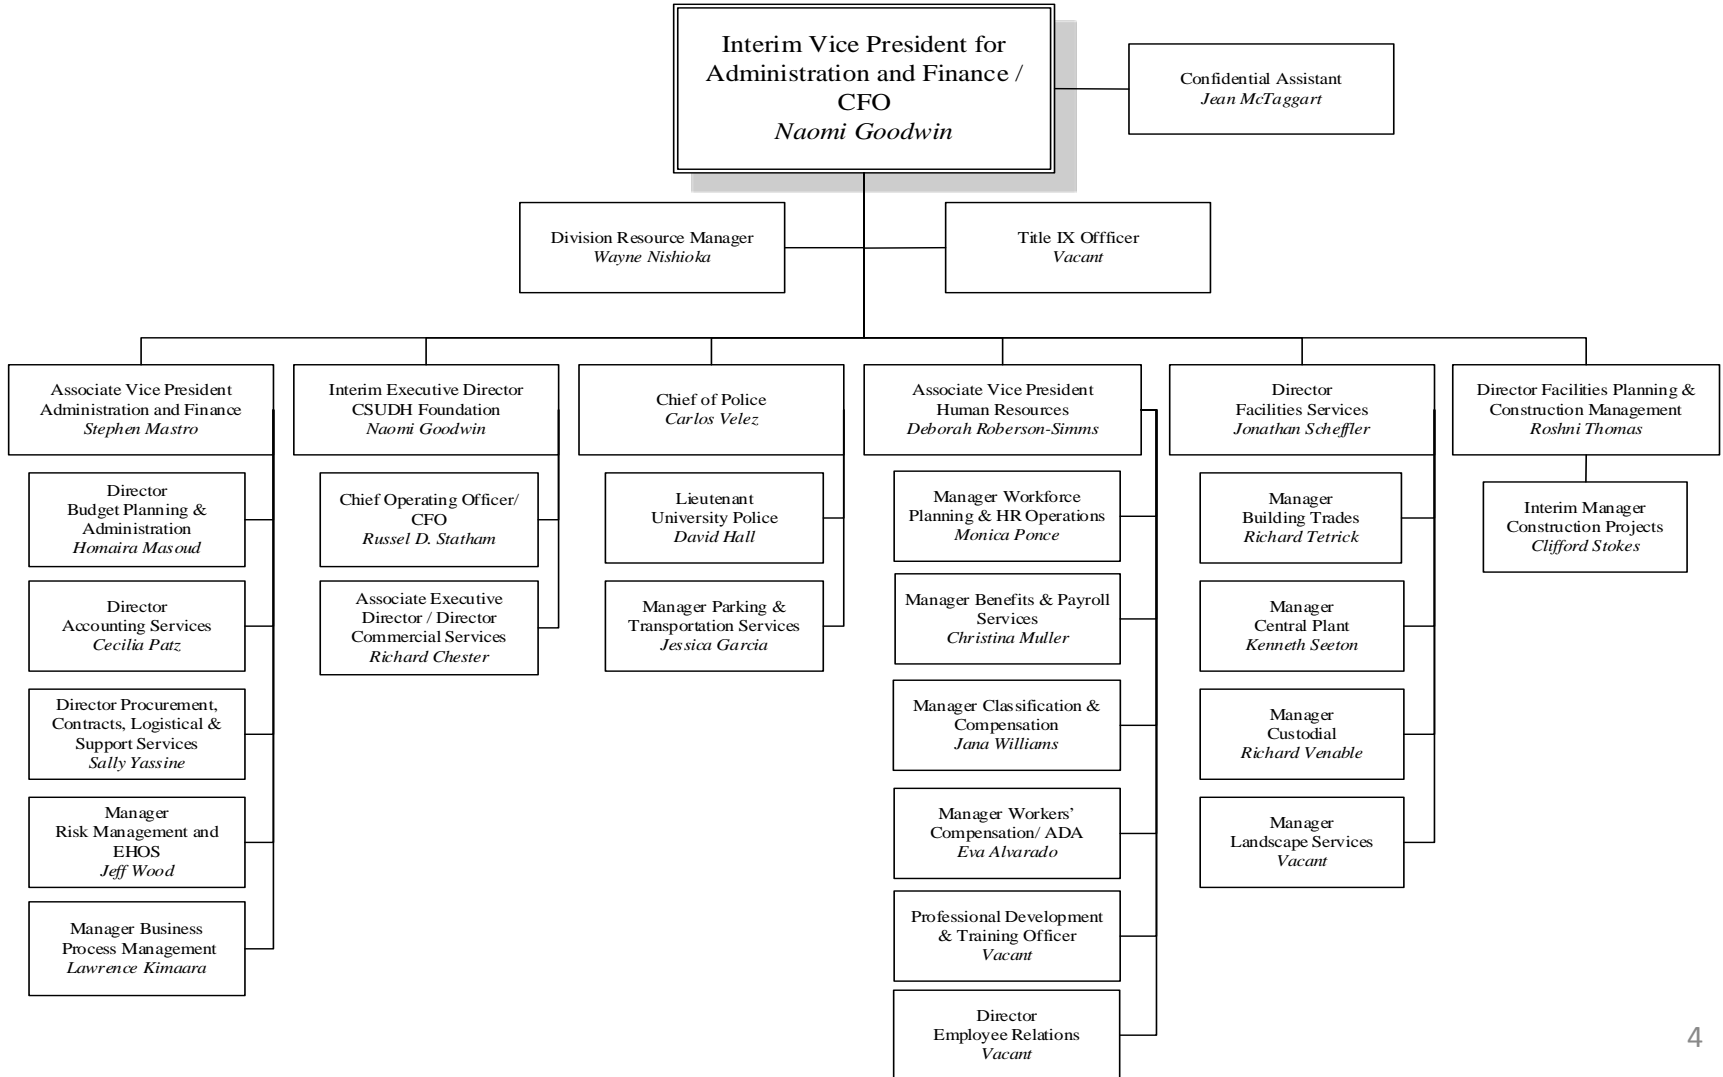 Interim Vice President for
Administration and Finance /
CFO
Naomi Goodwin
Confidential Assistant
Jean McTaggart
Division Resource Manager
Wayne Nishioka
Title IX Offficer
Vacant
Associate Vice President
Administration and Finance
Stephen Mastro
Director
Budget Planning &
Administration
Homaira Masoud
Director
Accounting Services
Cecilia Patz
Director Procurement,
Contracts, Logistical &
Support Services
Sally Yassine
Manager
Risk Management and
EHOS
Jeff Wood
Manager Business
Process Management
Lawrence Kimaara
Interim Executive Director
CSUDH Foundation
Naomi Goodwin
Chief Operating Officer/
CFO
Russel D. Statham
Associate Executive
Director / Director
Commercial Services
Richard Chester
Chief of Police
Carlos Velez
Lieutenant
University Police
David Hall
Manager Parking &
Transportation Services
Jessica Garcia
Associate Vice President
Human Resources
Deborah Roberson-Simms
Manager Workforce
Planning & HR Operations
Monica Ponce
Manager Benefits & Payroll
Services
Christina Muller
Manager Classification &
Compensation
Jana Williams
Manager Workers’
Compensation/ ADA
Eva Alvarado
Professional Development
& Training Officer
Vacant
Director
Employee Relations
Vacant
Director
Facilities Services
Jonathan Scheffler
Manager
Building Trades
Richard Tetrick
Manager
Central Plant
Kenneth Seeton
Manager
Custodial
Richard Venable
Manager
Landscape Services
Vacant
Director Facilities Planning &
Construction Management
Roshni Thomas
Interim Manager
Construction Projects
Clifford Stokes
4